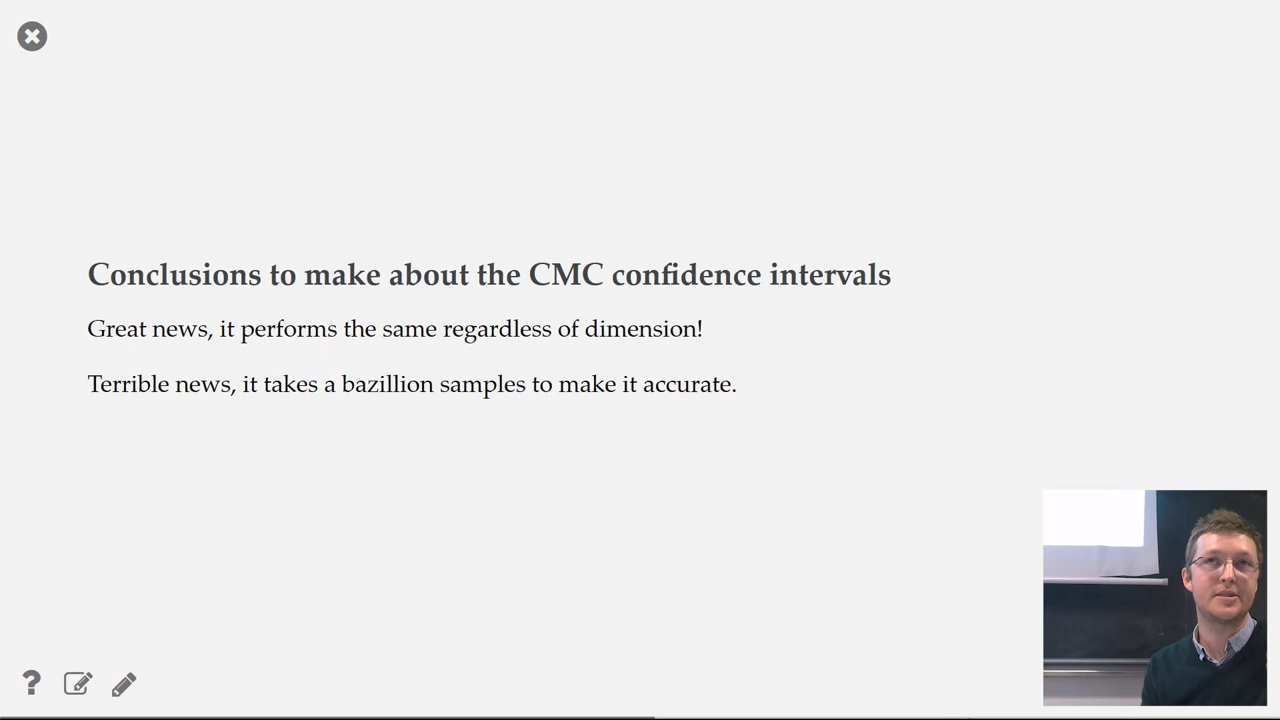 Conclusions to make about the CMC confidence intervals
Great news, it performs the same regardless of dimension!
Terrible news, it takes a bazillion samples to make it accurate.